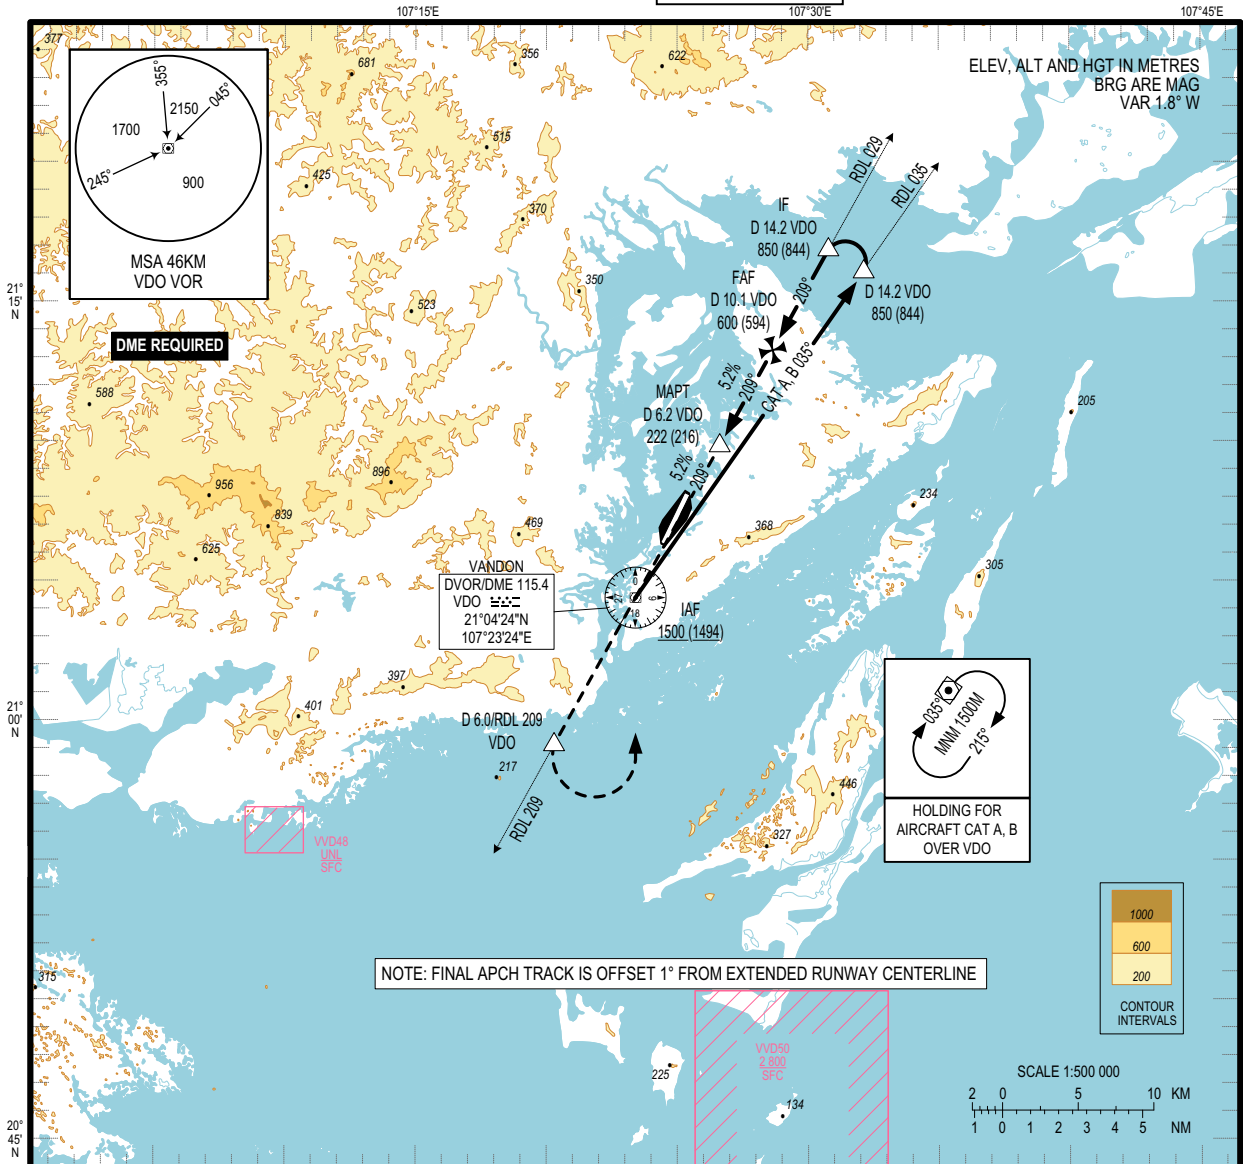 107°15'E
107°30'E
107°45'E
377
681
356
622
ELEV, ALT AND HGT IN METRES
BRG ARE MAG
VAR 1.8° W
355°
045°
2150
1700
245°
900
MSA 46KM
VDO VOR
515
425
370
350
523
RDL 029
RDL 035
IF
D 14.2 VDO
850 (844)
FAF
D 10.1 VDO
600 (594)
209°
D 14.2 VDO
850 (844)
21
15
N
DME REQUIRED
588
5.2%
209°
CAT A, B 035°
MAPT
D 6.2 VDO
222 (216)
205
5.2%
209°
956
896
839
625
469
368
234
305
VANDON
DVOR/DME 115.4
VDO
21°04'24"N
107°23'24"E
0
9
18
27
IAF
1500 (1494)
397
401
21
00'
N
D 6.0/RDL 209
VDO
217
RDL 209
035°
MNM 1500M
215°
HOLDING FOR
AIRCRAFT CAT A, B
OVER VDO
446
327
VVD48
UNL
SFC
1000
600
200
CONTOUR
INTERVALS
315
NOTE: FINAL APCH TRACK IS OFFSET 1° FROM EXTENDED RUNWAY CENTERLINE
VVD60
2 800
SFC
225
134
SCALE 1:500 000
2 0 5 10 KM
1 0 1 2 3 4 5 NM
20
45'
N